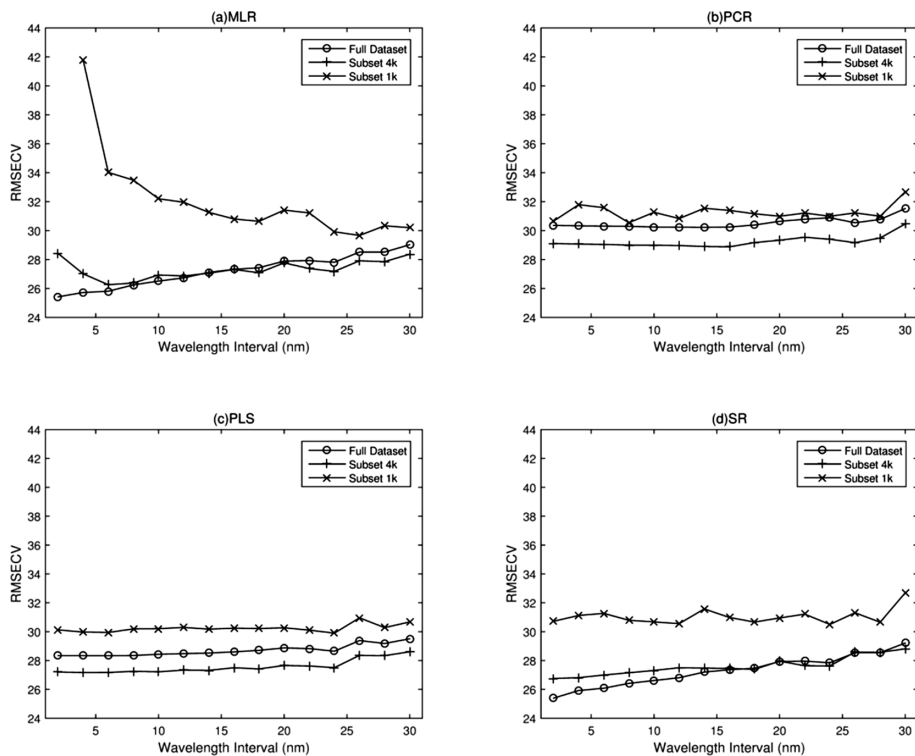 (a)MLR
44
42
40
38
36
34
32
30
28
26
24
RMSECV
5
10
15
20
25
30
Wavelength Interval (nm)
Full Dataset
Subset 4k
Subset 1k
(b)PCR
44
42
40
38
36
34
32
30
28
26
24
RMSECV
5
10
15
20
25
30
Wavelength Interval (nm)
Full Dataset
Subset 4k
Subset 1k
(c)PLS
44
42
40
38
36
34
32
30
28
26
24
RMSECV
5
10
15
20
25
30
Wavelength Interval (nm)
Full Dataset
Subset 4k
Subset 1k
(d)SR
44
42
40
38
36
34
32
30
28
26
24
RMSECV
5
10
15
20
25
30
Wavelength Interval (nm)
Full Dataset
Subset 4k
Subset 1k